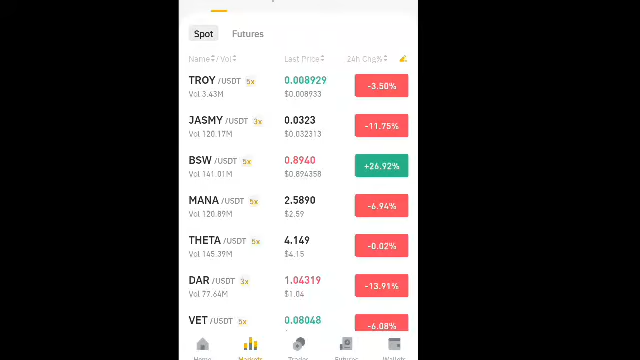 Spot Futures
Name / Vol Last Price 24h Chg%
TROY /USDT 5x 0.008929 -3.50%
Vol 3.43M $0.008933
JASMY /USDT 3x 0.0323 -11.75%
Vol 120.17M $0.032313
BSW /USDT 5x 0.8940 +26.92%
Vol 141.01M $0.894358
MANA /USDT 5x 2.5890 -6.94%
Vol 120.89M $2.59
THETA /USDT 5x 4.149 -0.02%
Vol 145.39M $4.15
DAR /USDT 3x 1.04319 -13.91%
Vol 77.64M $1.04
VET /USDT 5x 0.08048 -6.08%
Home Markets Trades Futures Wallets